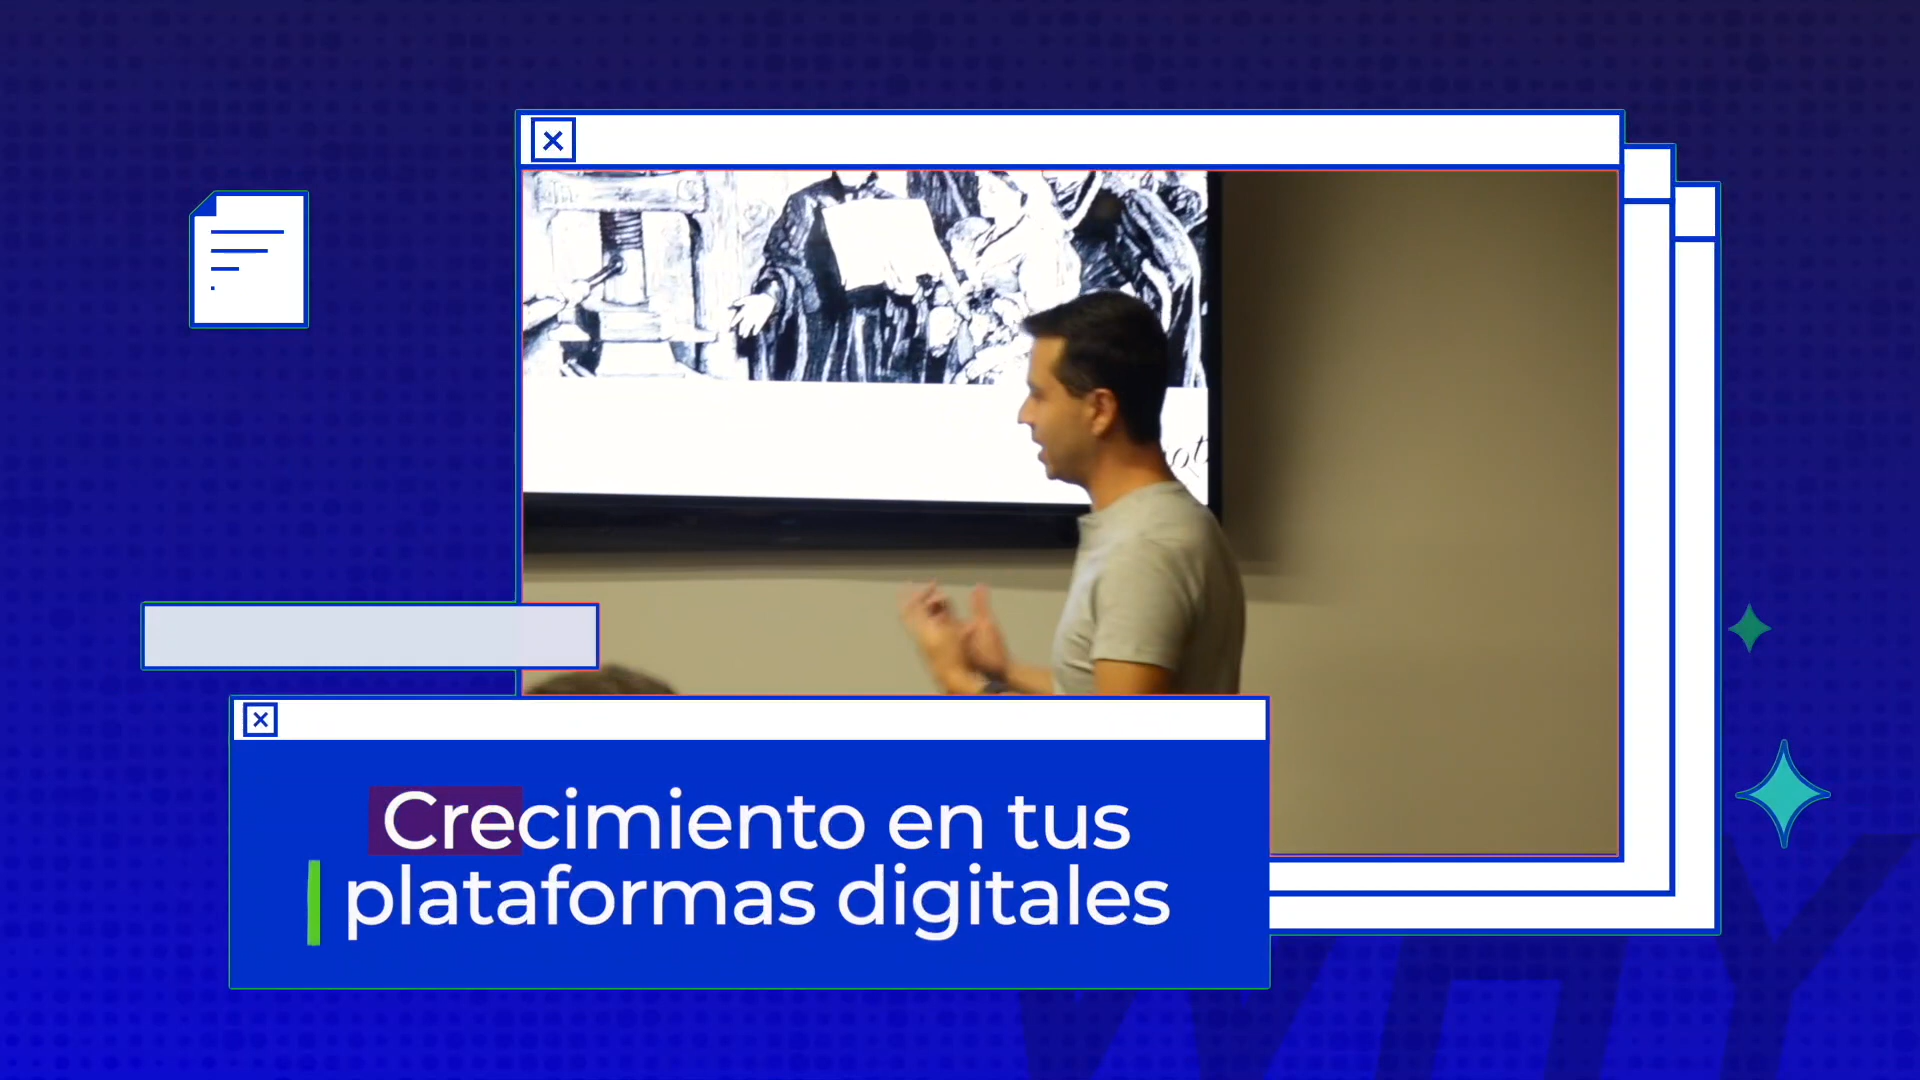 Crecimiento en tus
plataformas digitales